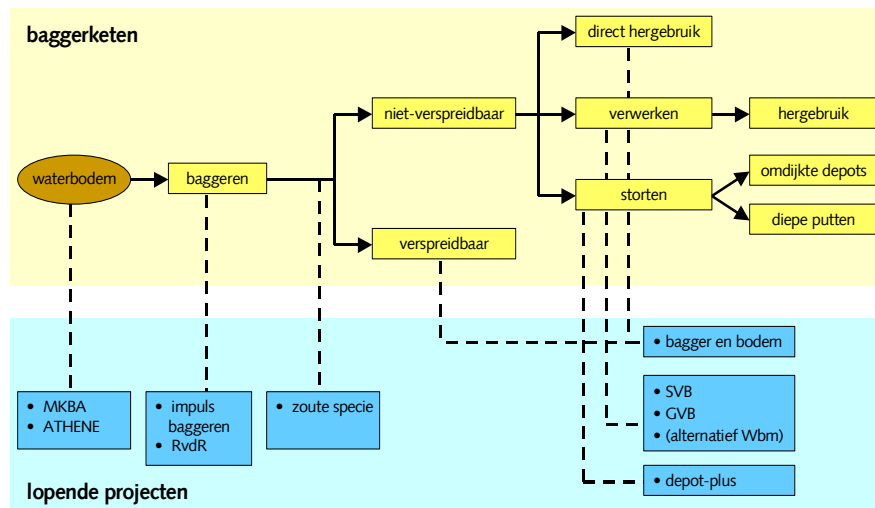 baggerketen
direct hergebruik
niet-verspreidbaar
verwerken
hergebruik
waterbodem
baggeren
storten
omdijkte depots
diepe putten
verspreidbaar
• bagger en bodem
• MKBA
• ATHENE
• impuls
baggeren
• RvdR
• zoute specie
• SVB
• GVB
• (alternatief Wbm)
• depot-plus
lopende projecten